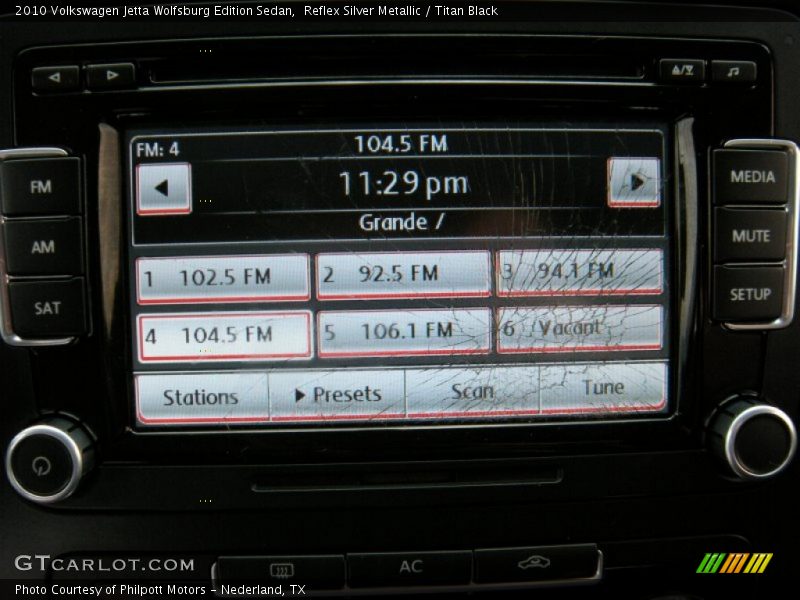 2010 Volkswagen Jetta Wolfsburg Edition Sedan,  Reflex Silver Metallic / Titan Black
FM: 4
104.5 FM
11:29pm
Grande /
FM
AM
SAT
MEDIA
MUTE
SETUP
1 102.5 FM
2 92.5 FM
3 94.1 FM
4 104.5 FM
5 106.1 FM
6 Vacant
Stations
Presets
Scan
Tune
AC
GTCARLOT.COM
Photo Courtesy of Philpott Motors - Nederland, TX